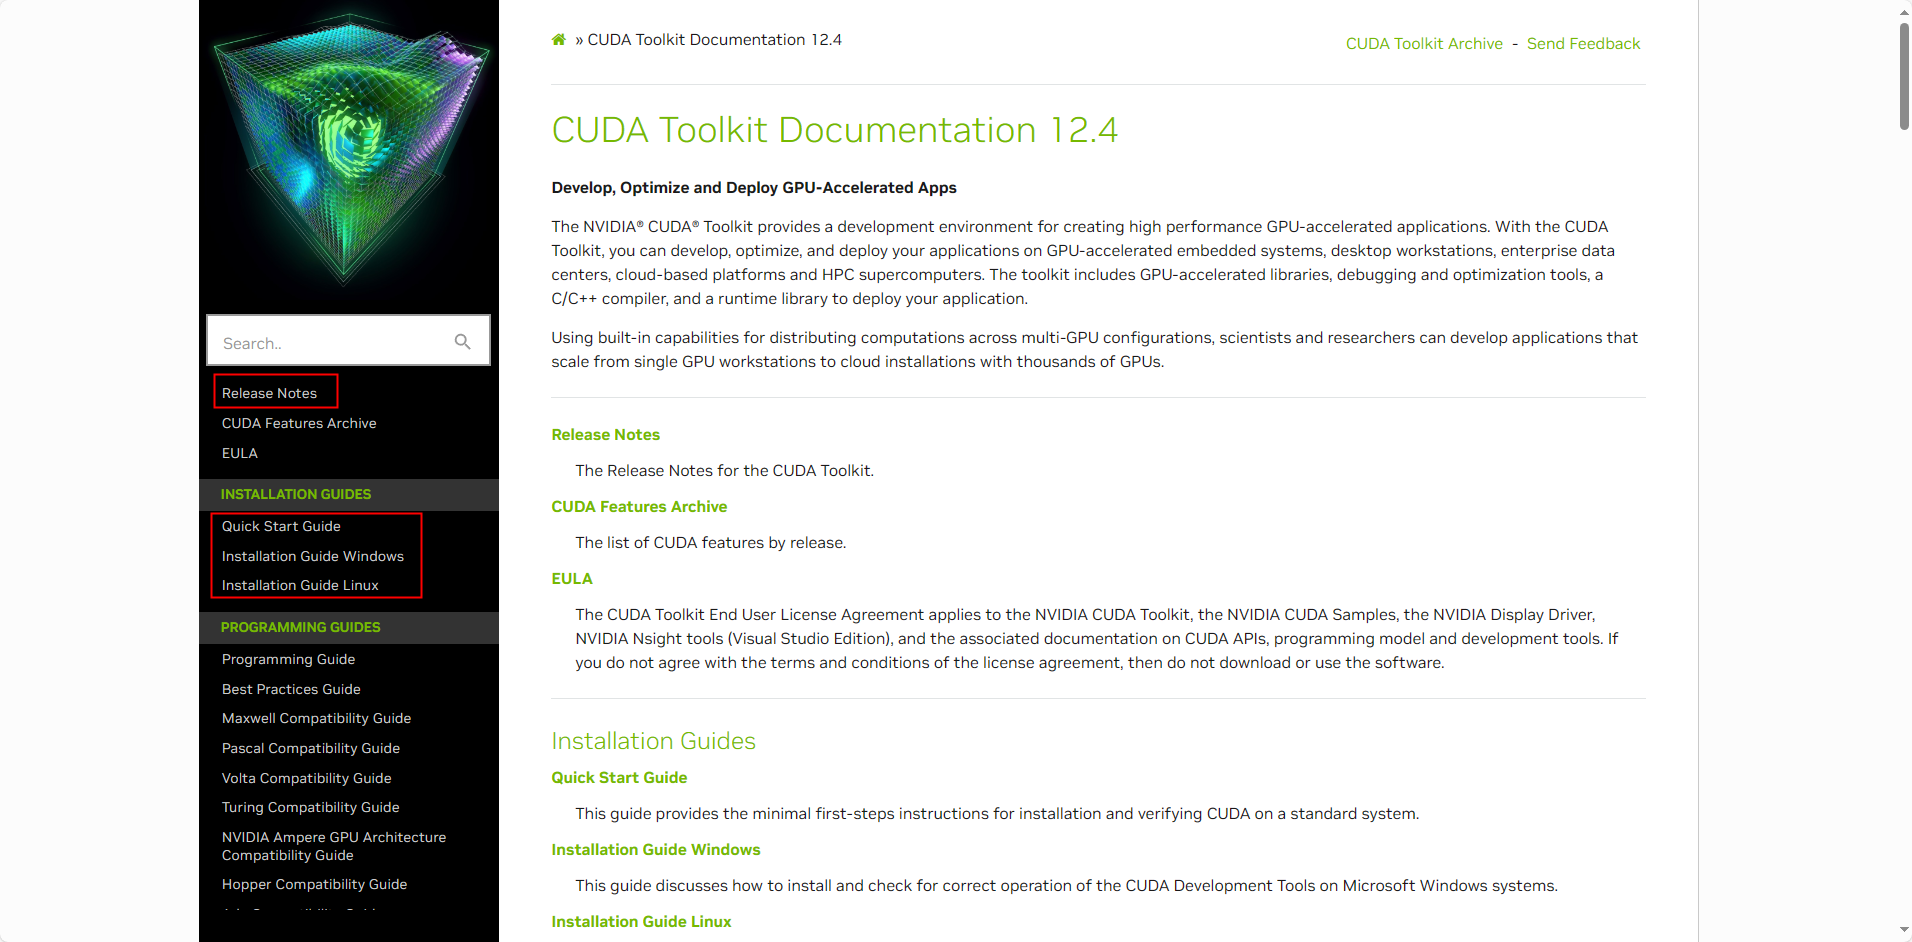 Search..
Release Notes
CUDA Features Archive
EULA
INSTALLATION GUIDES
Quick Start Guide
Installation Guide Windows
Installation Guide Linux
PROGRAMMING GUIDES
Programming Guide
Best Practices Guide
Maxwell Compatibility Guide
Pascal Compatibility Guide
Volta Compatibility Guide
Turing Compatibility Guide
NVIDIA Ampere GPU Architecture
Compatibility Guide
Hopper Compatibility Guide
» CUDA Toolkit Documentation 12.4
CUDA Toolkit Archive - Send Feedback
CUDA Toolkit Documentation 12.4
Develop, Optimize and Deploy GPU-Accelerated Apps
The NVIDIA® CUDA® Toolkit provides a development environment for creating high performance GPU-accelerated applications. With the CUDA
Toolkit, you can develop, optimize, and deploy your applications on GPU-accelerated embedded systems, desktop workstations, enterprise data
centers, cloud-based platforms and HPC supercomputers. The toolkit includes GPU-accelerated libraries, debugging and optimization tools, a
C/C++ compiler, and a runtime library to deploy your application.
Using built-in capabilities for distributing computations across multi-GPU configurations, scientists and researchers can develop applications that
scale from single GPU workstations to cloud installations with thousands of GPUs.
Release Notes
The Release Notes for the CUDA Toolkit.
CUDA Features Archive
The list of CUDA features by release.
EULA
The CUDA Toolkit End User License Agreement applies to the NVIDIA CUDA Toolkit, the NVIDIA CUDA Samples, the NVIDIA Display Driver,
NVIDIA Nsight tools (Visual Studio Edition), and the associated documentation on CUDA APIs, programming model and development tools. If
you do not agree with the terms and conditions of the license agreement, then do not download or use the software.
Installation Guides
Quick Start Guide
This guide provides the minimal first-steps instructions for installation and verifying CUDA on a standard system.
Installation Guide Windows
This guide discusses how to install and check for correct operation of the CUDA Development Tools on Microsoft Windows systems.
Installation Guide Linux